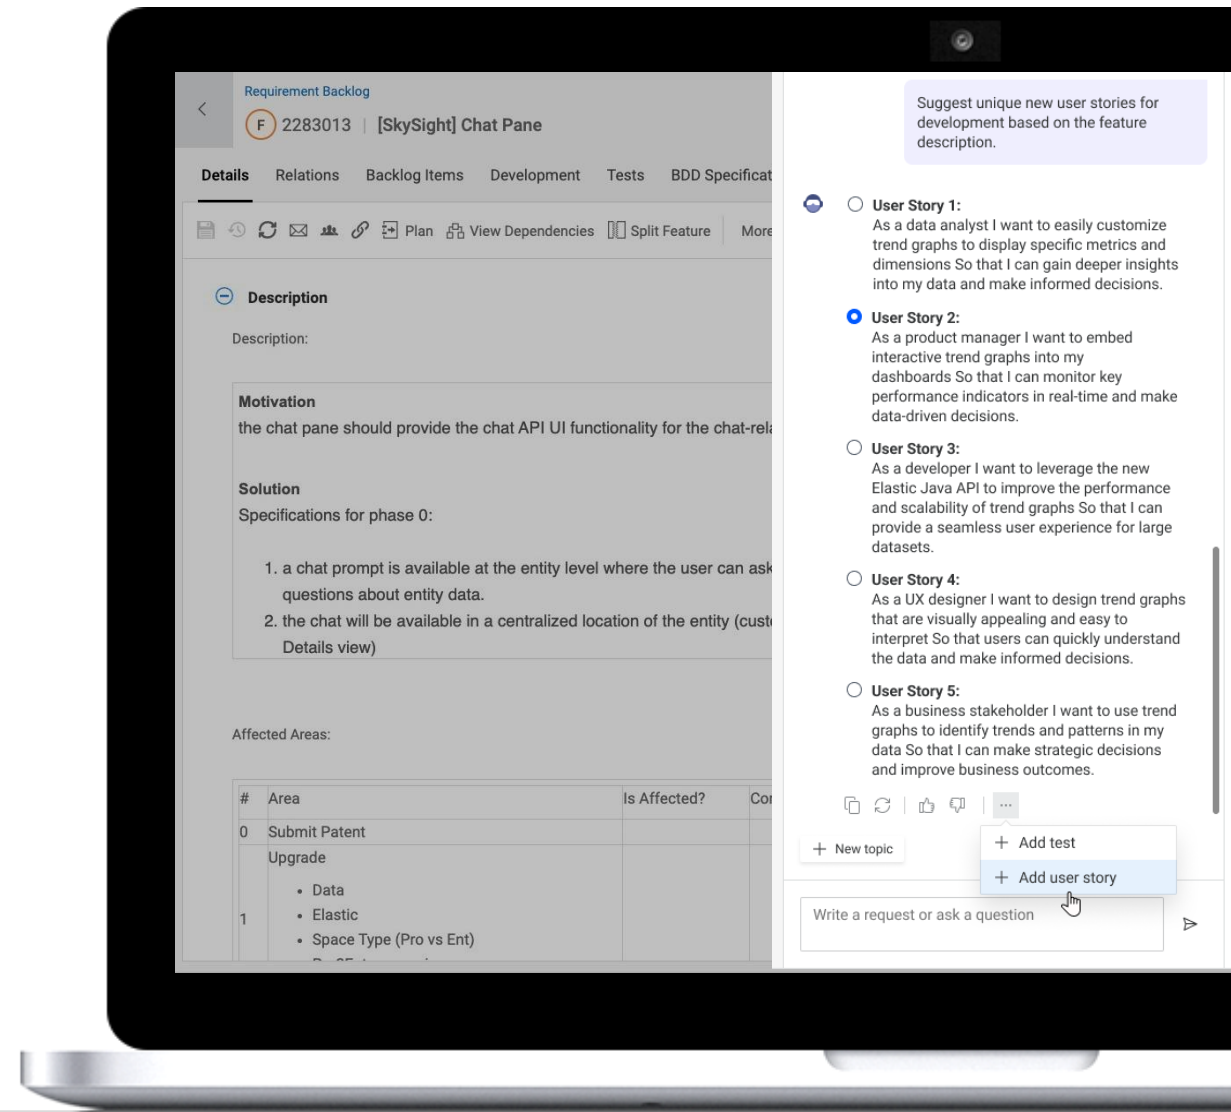 Requirement Backlog
F 2283013 | [SkySight] Chat Pane
Details Relations Backlog Items Development Tests BDD Specificat
Plan View Dependencies Split Feature More
Description
Description:
Motivation
the chat pane should provide the chat API UI functionality for the chat-rela
Solution
Specifications for phase 0:
1. a chat prompt is available at the entity level where the user can ask
questions about entity data.
2. the chat will be available in a centralized location of the entity (custo
Details view)
Affected Areas:
# Area Is Affected? Cor
0 Submit Patent
Upgrade
• Data
1 • Elastic
• Space Type (Pro vs Ent)
Suggest unique new user stories for
development based on the feature
description.
User Story 1:
As a data analyst I want to easily customize
trend graphs to display specific metrics and
dimensions So that I can gain deeper insights
into my data and make informed decisions.
User Story 2:
As a product manager I want to embed
interactive trend graphs into my
dashboards So that I can monitor key
performance indicators in real-time and make
data-driven decisions.
User Story 3:
As a developer I want to leverage the new
Elastic Java API to improve the performance
and scalability of trend graphs So that I can
provide a seamless user experience for large
datasets.
User Story 4:
As a UX designer I want to design trend graphs
that are visually appealing and easy to
interpret So that users can quickly understand
the data and make informed decisions.
User Story 5:
As a business stakeholder I want to use trend
graphs to identify trends and patterns in my
data So that I can make strategic decisions
and improve business outcomes.
+ New topic
+ Add test
+ Add user story
Write a request or ask a question